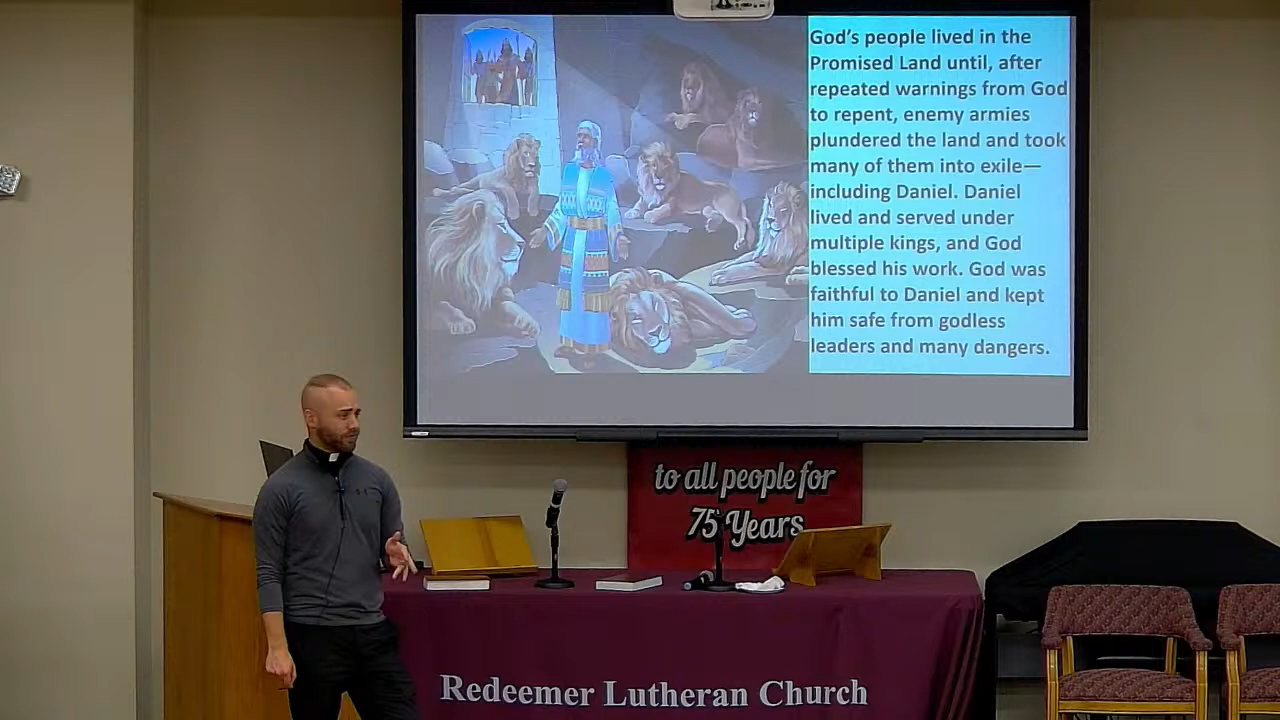 God's people lived in the
Promised Land until, after
repeated warnings from God
to repent, enemy armies
plundered the land and took
many of them into exile—
including Daniel. Daniel
lived and served under
multiple kings, and God
blessed his work. God was
faithful to Daniel and kept
him safe from godless
leaders and many dangers.
to all people for
75 Years
Redeemer Lutheran Church